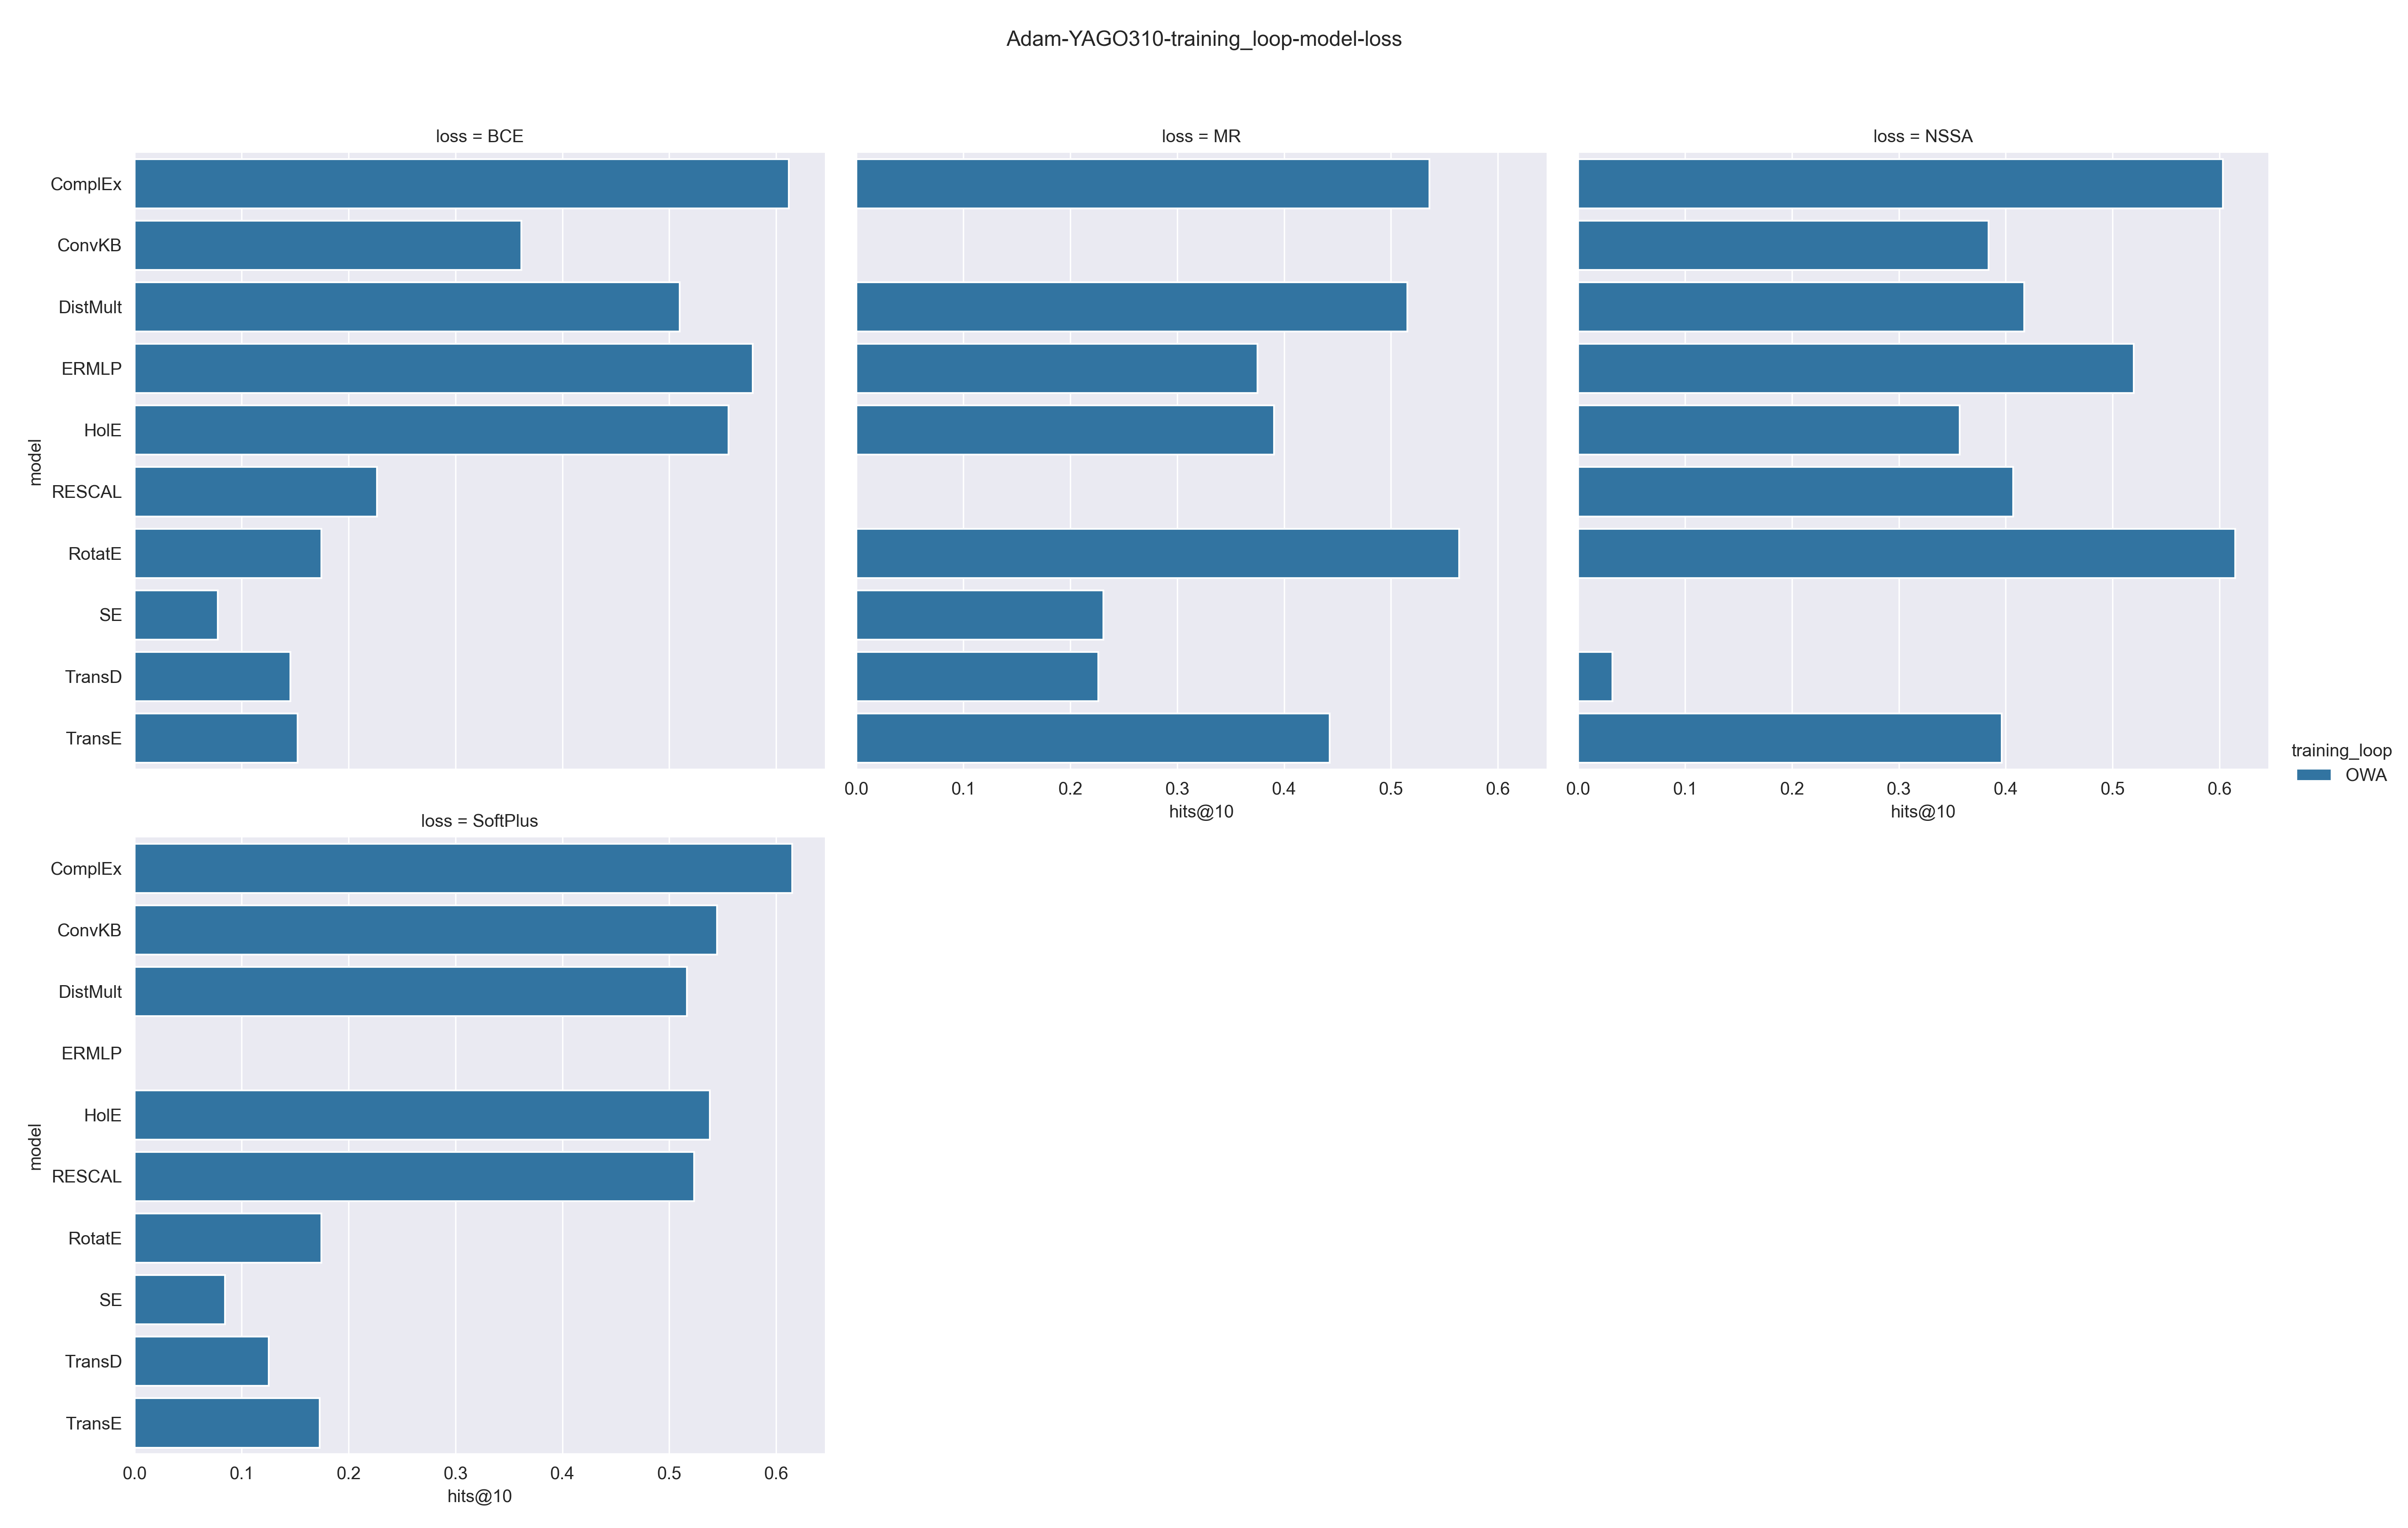 Adam-YAGO310-training_loop-model-loss
loss = BCE
model
ComplEx
ConvKB
DistMult
ERMLP
HolE
RESCAL
RotatE
SE
TransD
TransE
loss = MR
0.0 0.1 0.2 0.3 0.4 0.5 0.6
hits@10
loss = NSSA
0.0 0.1 0.2 0.3 0.4 0.5 0.6
hits@10
training_loop
OWA
loss = SoftPlus
model
ComplEx
ConvKB
DistMult
ERMLP
HolE
RESCAL
RotatE
SE
TransD
TransE
0.0 0.1 0.2 0.3 0.4 0.5 0.6
hits@10